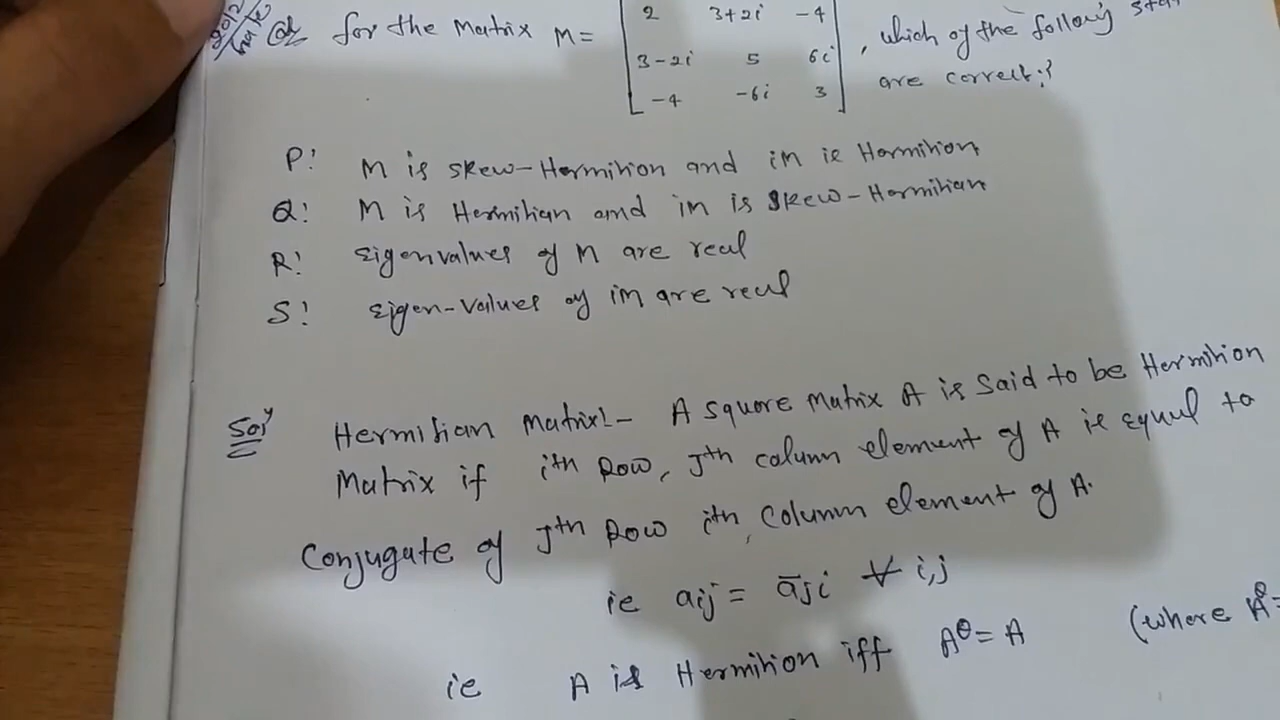 Q2 for the Matrix M = [ 2 3+2i -4 , which of the following
3-2i 5 6i are correct:?
-4 -6i 3 ]
P: M is skew-Hermition and iM is Hermition
Q: M is Hermitian and iM is Skew-Hermitian
R: Eigenvalues of M are real
S: Eigen-values of iM are real
Sol Hermitian Matrix:- A square Matrix A is said to be Hermition
Matrix if ith Row, Jth column element of A is equal to
Conjugate of Jth Row ith, Column element of A.
ie aij = āji ∀ i,j
ie A is Hermition iff A^θ = A (where A^θ =